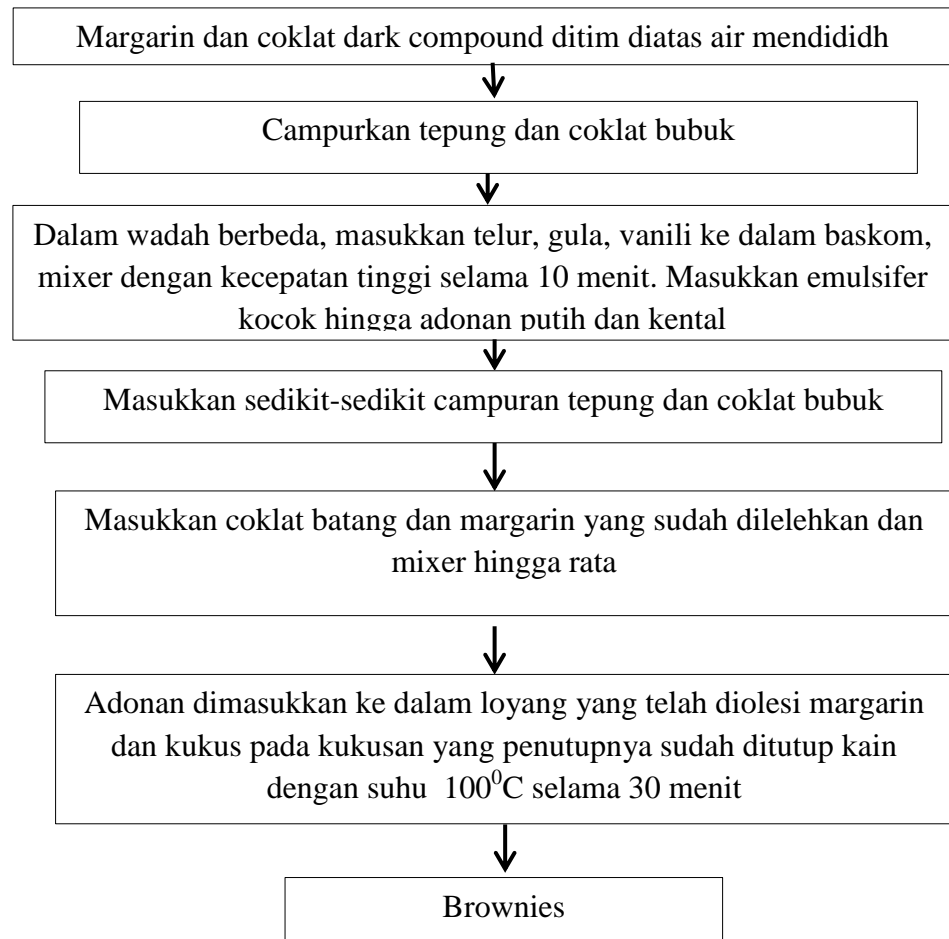 Margarin dan coklat dark compound ditim diatas air mendididh
Campurkan tepung dan coklat bubuk
Dalam wadah berbeda, masukkan telur, gula, vanili ke dalam baskom,
mixer dengan kecepatan tinggi selama 10 menit. Masukkan emulsifer
kocok hingga adonan putih dan kental
Masukkan sedikit-sedikit campuran tepung dan coklat bubuk
Masukkan coklat batang dan margarin yang sudah dilelehkan dan
mixer hingga rata
Adonan dimasukkan ke dalam loyang yang telah diolesi margarin
dan kukus pada kukusan yang penutupnya sudah ditutup kain
dengan suhu 100⁰C selama 30 menit
Brownies